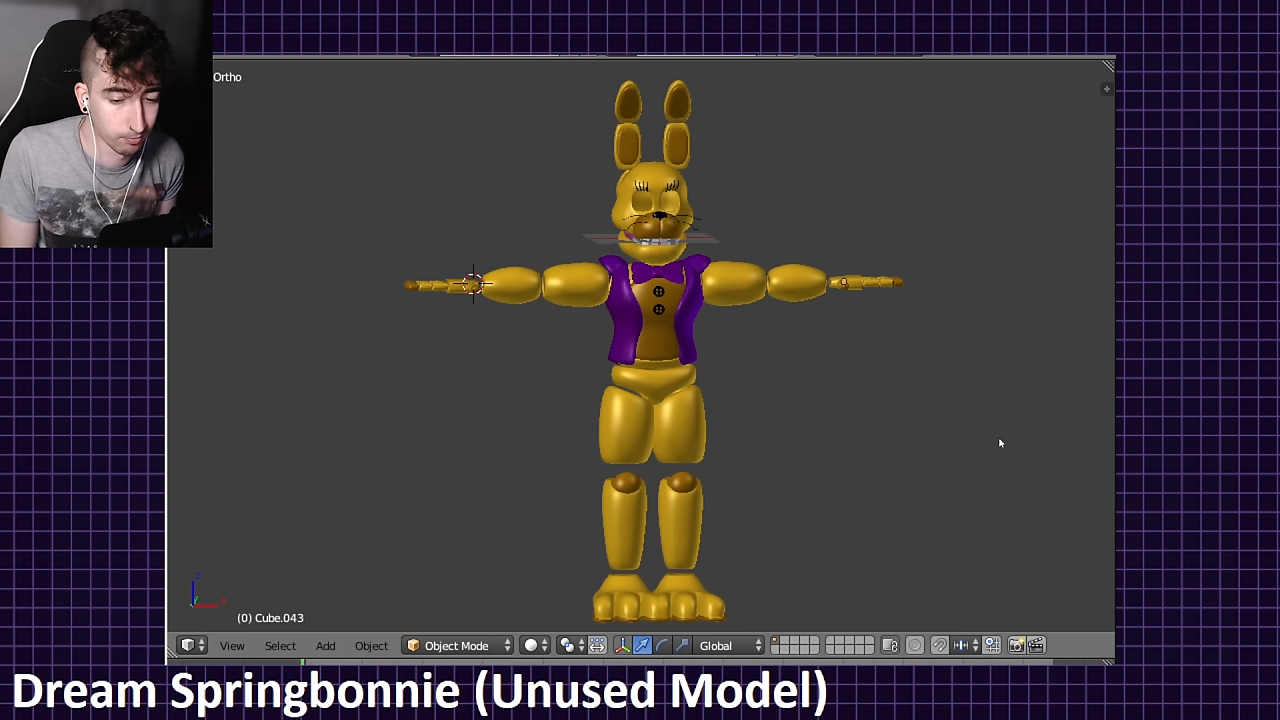 Ortho
(0) Cube.043
View Select Add Object Object Mode Global
Dream Springbonnie (Unused Model)